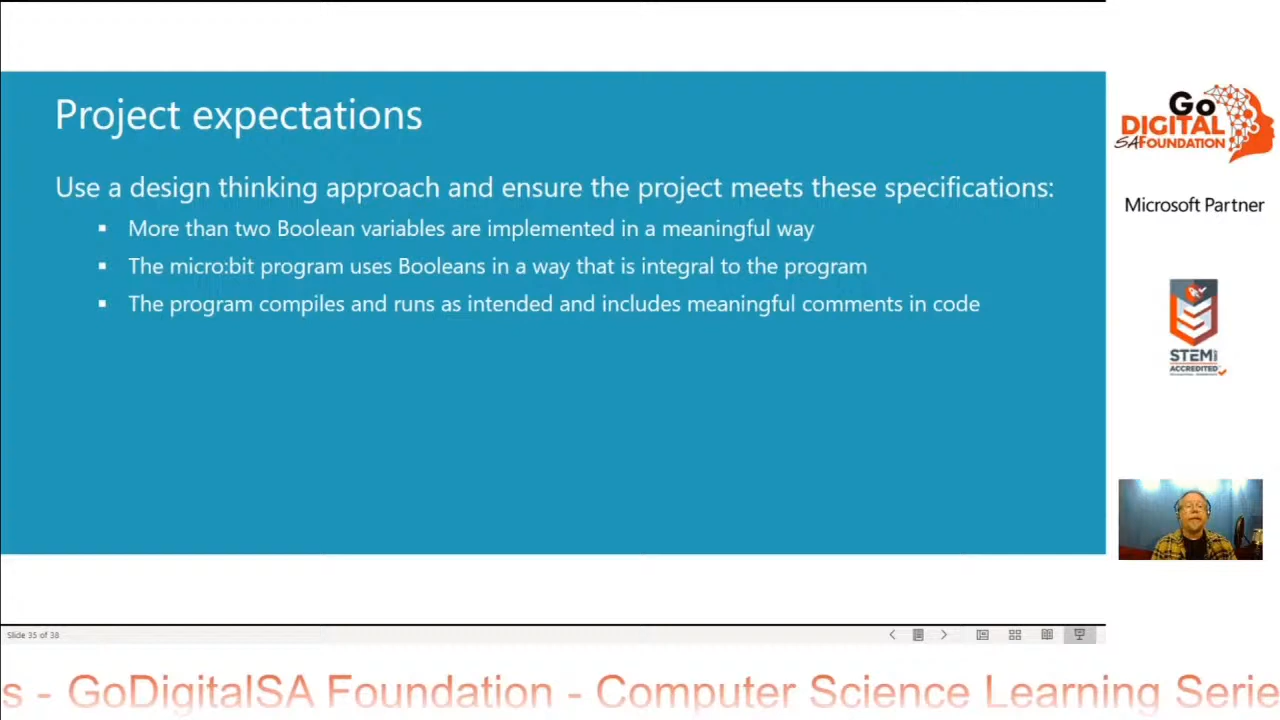 Project expectations
Use a design thinking approach and ensure the project meets these specifications:
▪ More than two Boolean variables are implemented in a meaningful way
▪ The micro:bit program uses Booleans in a way that is integral to the program
▪ The program compiles and runs as intended and includes meaningful comments in code
Go
DIGITAL
SAFOUNDATION
Microsoft Partner
STEM
ACCREDITED
Slide 35 of 38
s - GoDigitalSA Foundation - Computer Science Learning Serie